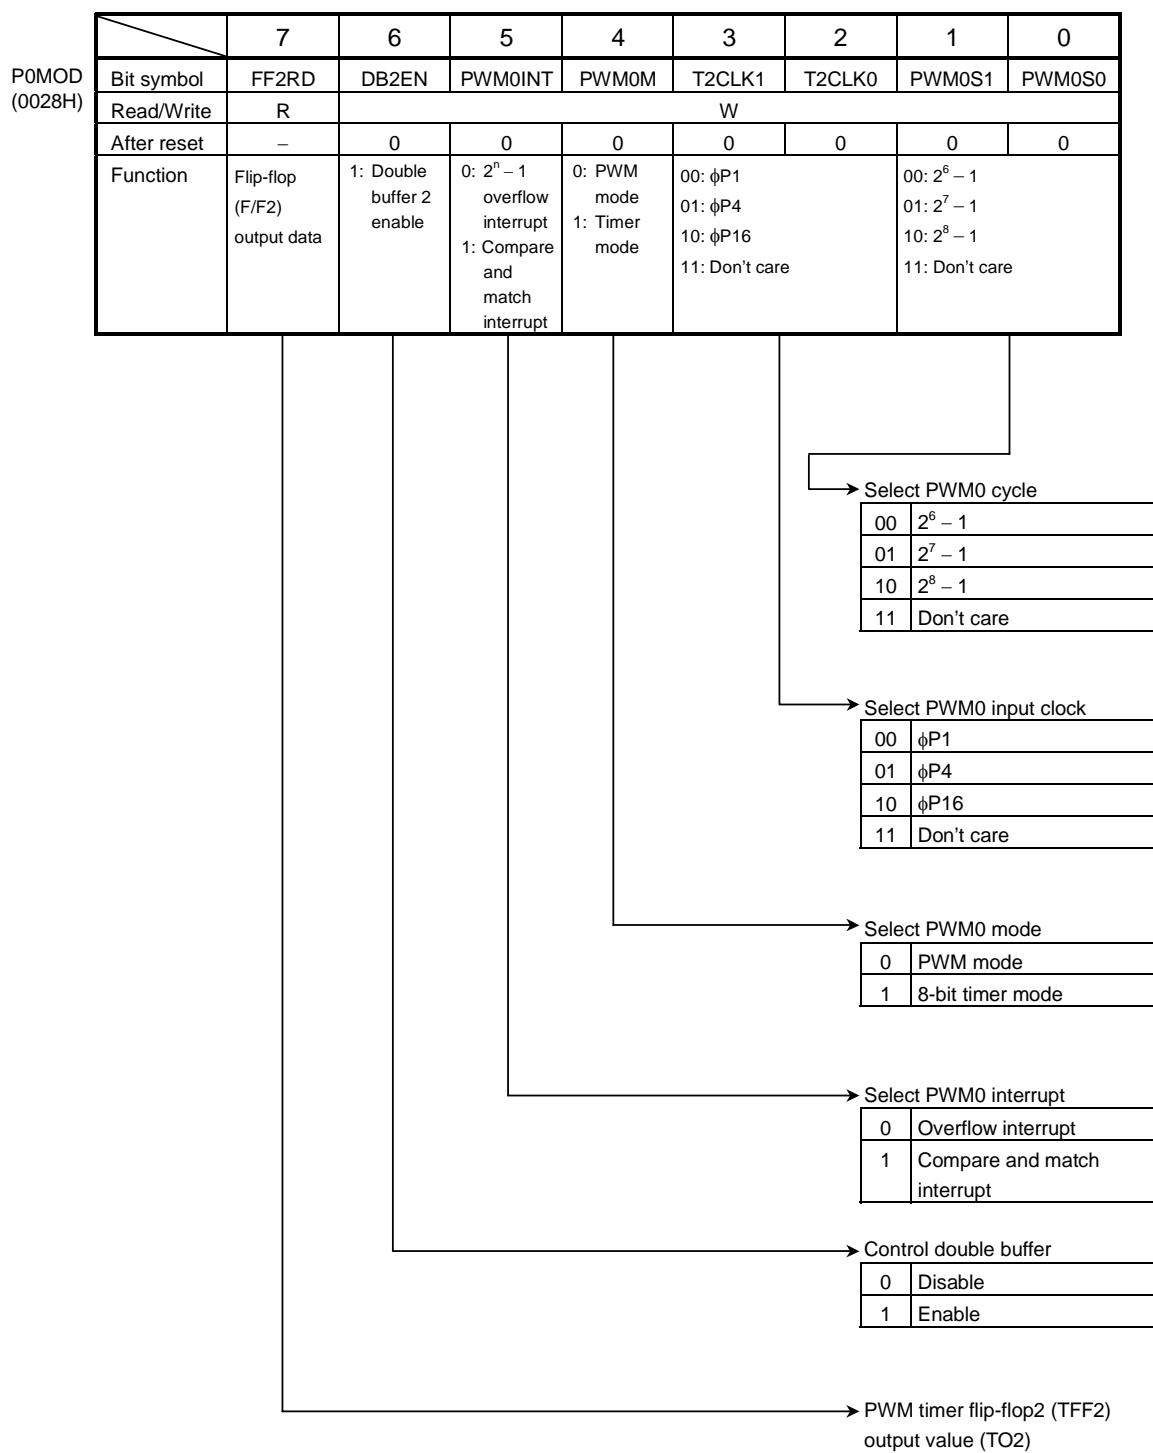 7 6 5 4 3 2 1 0
P0MOD (0028H)
Bit symbol FF2RD DB2EN PWM0INT PWM0M T2CLK1 T2CLK0 PWM0S1 PWM0S0
Read/Write R W
After reset – 0 0 0 0 0 0 0
Function
Flip-flop
(F/F2)
output data
1: Double
buffer 2
enable
0: 2ⁿ – 1
overflow
interrupt
1: Compare
and
match
interrupt
0: PWM
mode
1: Timer
mode
00: ϕP1
01: ϕP4
10: ϕP16
11: Don't care
00: 2⁶ – 1
01: 2⁷ – 1
10: 2⁸ – 1
11: Don't care
Select PWM0 cycle
00 2⁶ – 1
01 2⁷ – 1
10 2⁸ – 1
11 Don't care
Select PWM0 input clock
00 ϕP1
01 ϕP4
10 ϕP16
11 Don't care
Select PWM0 mode
0 PWM mode
1 8-bit timer mode
Select PWM0 interrupt
0 Overflow interrupt
1 Compare and match
interrupt
Control double buffer
0 Disable
1 Enable
PWM timer flip-flop2 (TFF2)
output value (TO2)